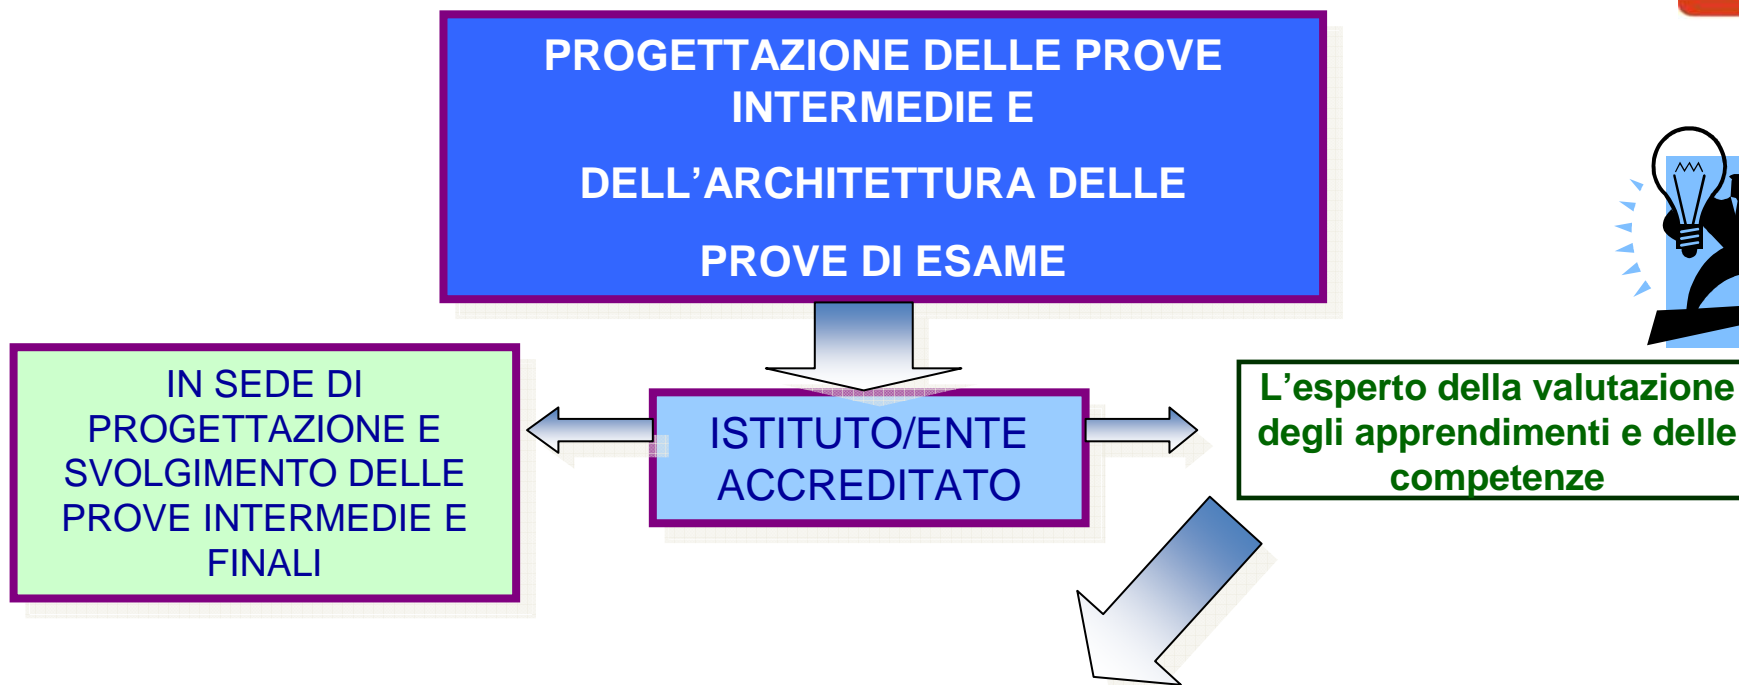 PROGETTAZIONE DELLE PROVE
INTERMEDIE E
DELL’ARCHITETTURA DELLE
PROVE DI ESAME
IN SEDE DI
PROGETTAZIONE E
SVOLGIMENTO DELLE
PROVE INTERMEDIE E
FINALI
ISTITUTO/ENTE
ACCREDITATO
L’esperto della valutazione
degli apprendimenti e delle
competenze